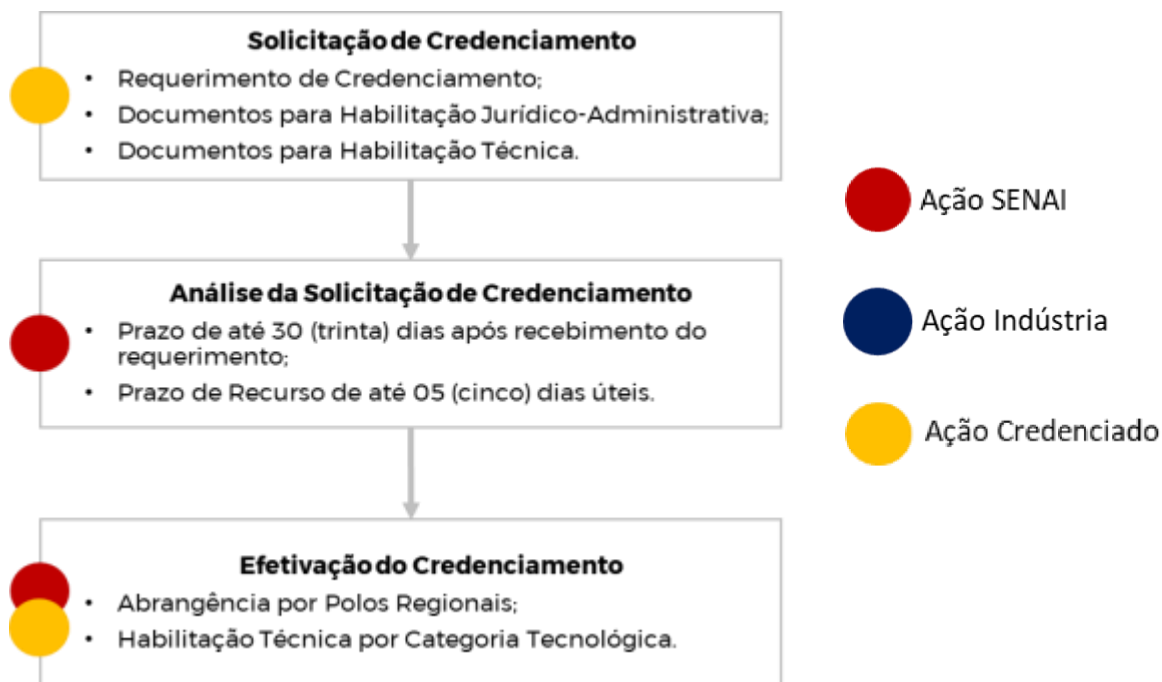 Solicitação de Credenciamento
• Requerimento de Credenciamento;
• Documentos para Habilitação Jurídico-Administrativa;
• Documentos para Habilitação Técnica.
Análise da Solicitação de Credenciamento
• Prazo de até 30 (trinta) dias após recebimento do
requerimento;
• Prazo de Recurso de até 05 (cinco) dias úteis.
Efetivação do Credenciamento
• Abrangência por Polos Regionais;
• Habilitação Técnica por Categoria Tecnológica.
Ação SENAI
Ação Indústria
Ação Credenciado